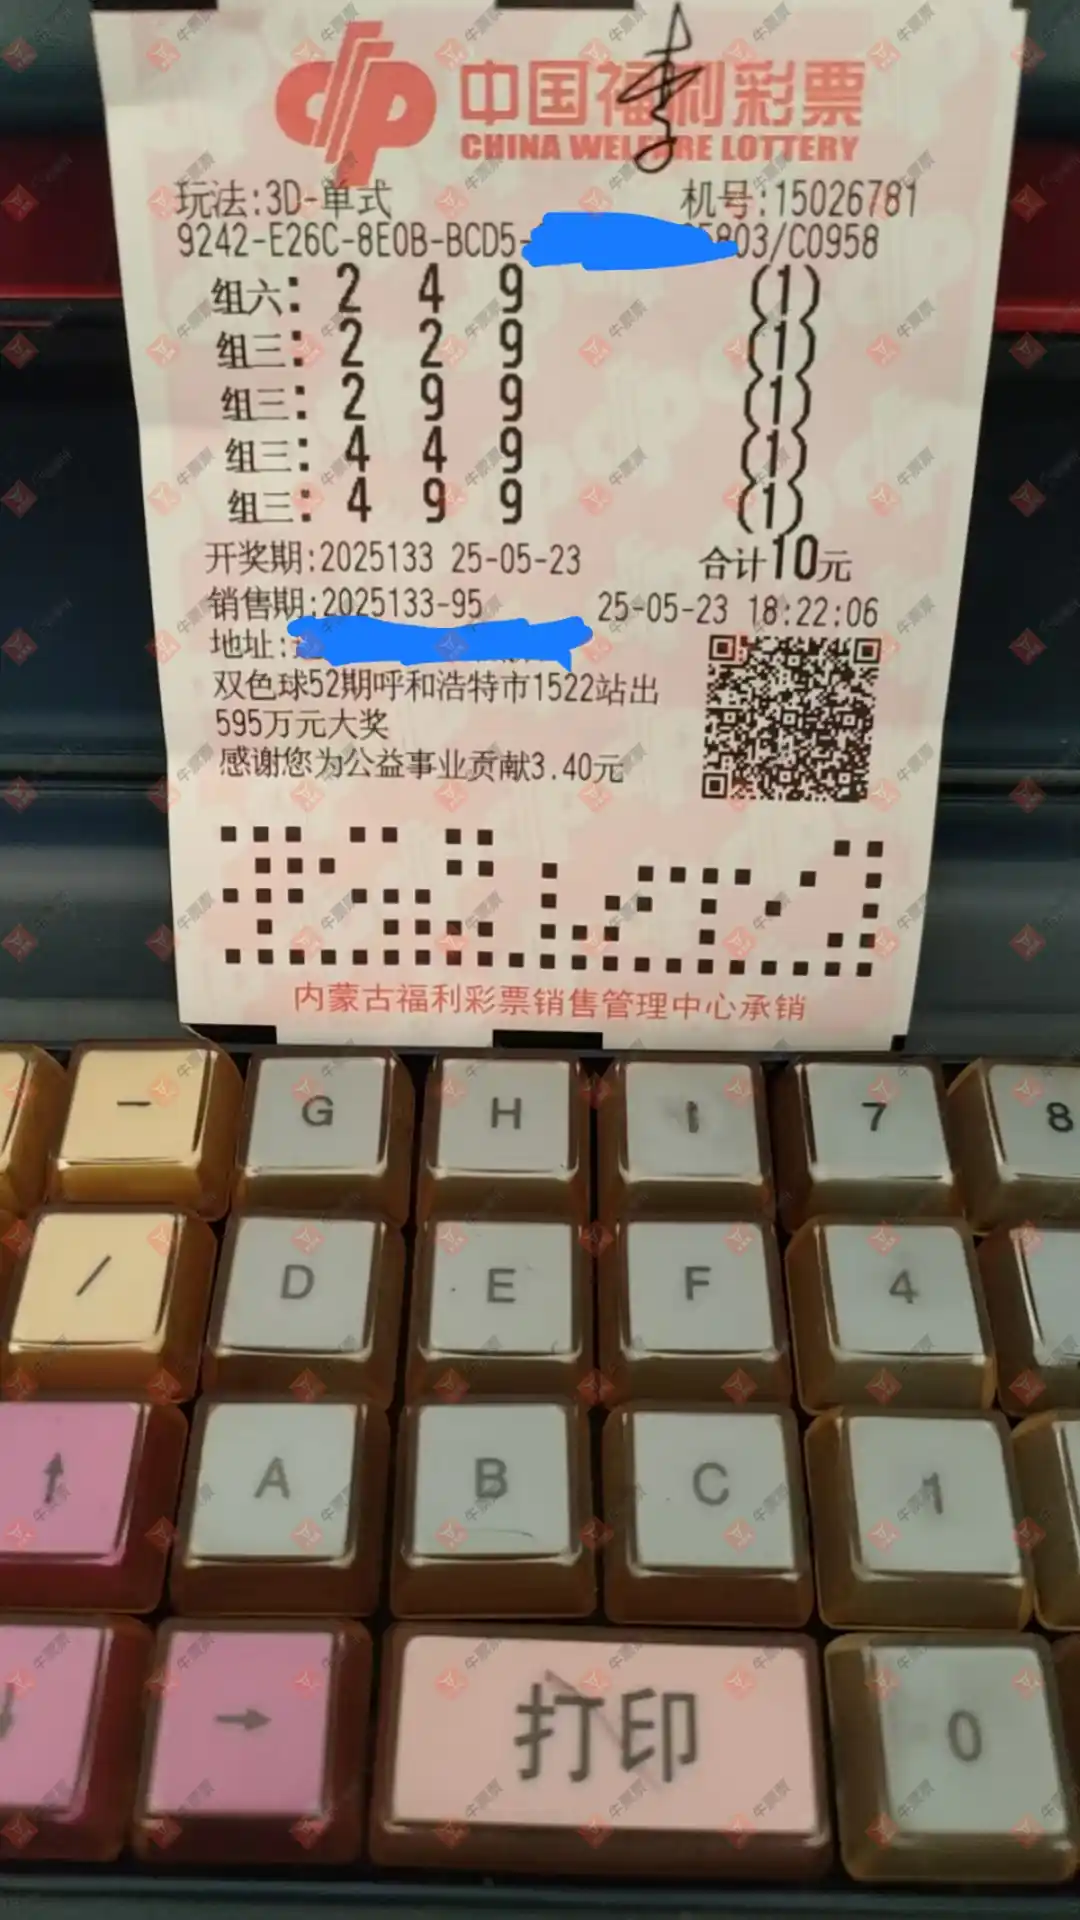 中国福利彩票
CHINA WELFARE LOTTERY
玩法:3D-单式 机号:15026781
9242-E26C-8E0B-BCD5- 5803/C0958
组六: 2 4 9 (1)
组三: 2 2 9 (1)
组三: 2 9 9 (1)
组三: 4 4 9 (1)
组三: 4 9 9 (1)
开奖期:2025133 25-05-23 合计10元
销售期:2025133-95 25-05-23 18:22:06
地址:
双色球52期呼和浩特市1522站出
595万元大奖
感谢您为公益事业贡献3.40元
内蒙古福利彩票销售管理中心承销
- G H I 7 8
/ D E F 4
↑ A B C 1
↓ → 打印 0
牛票票